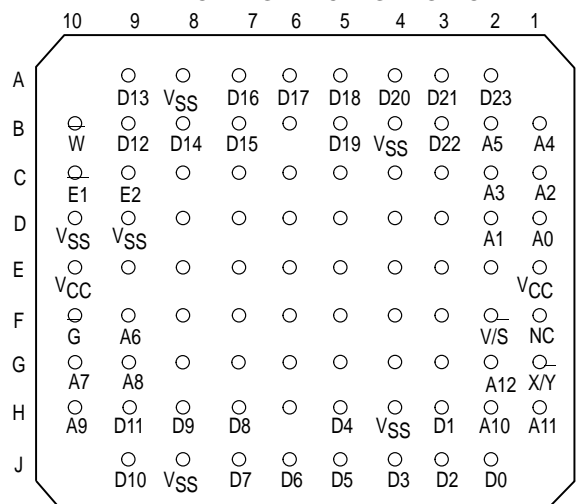 10 9 8 7 6 5 4 3 2 1
A
D13 VSS D16 D17 D18 D20 D21 D23
B
W D12 D14 D15 D19 VSS D22 A5 A4
C
E1 E2 A3 A2
D
VSS VSS A1 A0
E
VCC VCC
F
G A6 V/S NC
G
A7 A8 A12 X/Y
H
A9 D11 D9 D8 D4 VSS D1 A10 A11
J
D10 VSS D7 D6 D5 D3 D2 D0